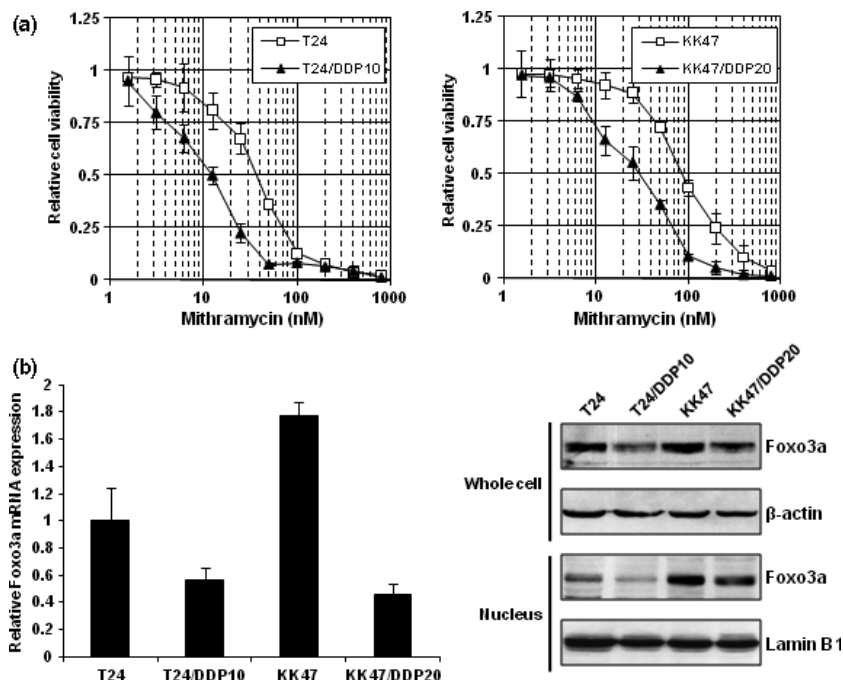 (a)
Relative cell viability
1.25
1
0.75
0.5
0.25
0
T24
T24/DDP10
1 10 100 1000
Mithramycin (nM)
Relative cell viability
1.25
1
0.75
0.5
0.25
0
KK47
KK47/DDP20
1 10 100 1000
Mithramycin (nM)
(b)
Relative Foxo3a mRNA expression
2
1.8
1.6
1.4
1.2
1
0.8
0.6
0.4
0.2
0
T24 T24/DDP10 KK47 KK47/DDP20
T24 T24/DDP10 KK47 KK47/DDP20
Whole cell
Foxo3a
β-actin
Nucleus
Foxo3a
Lamin B1